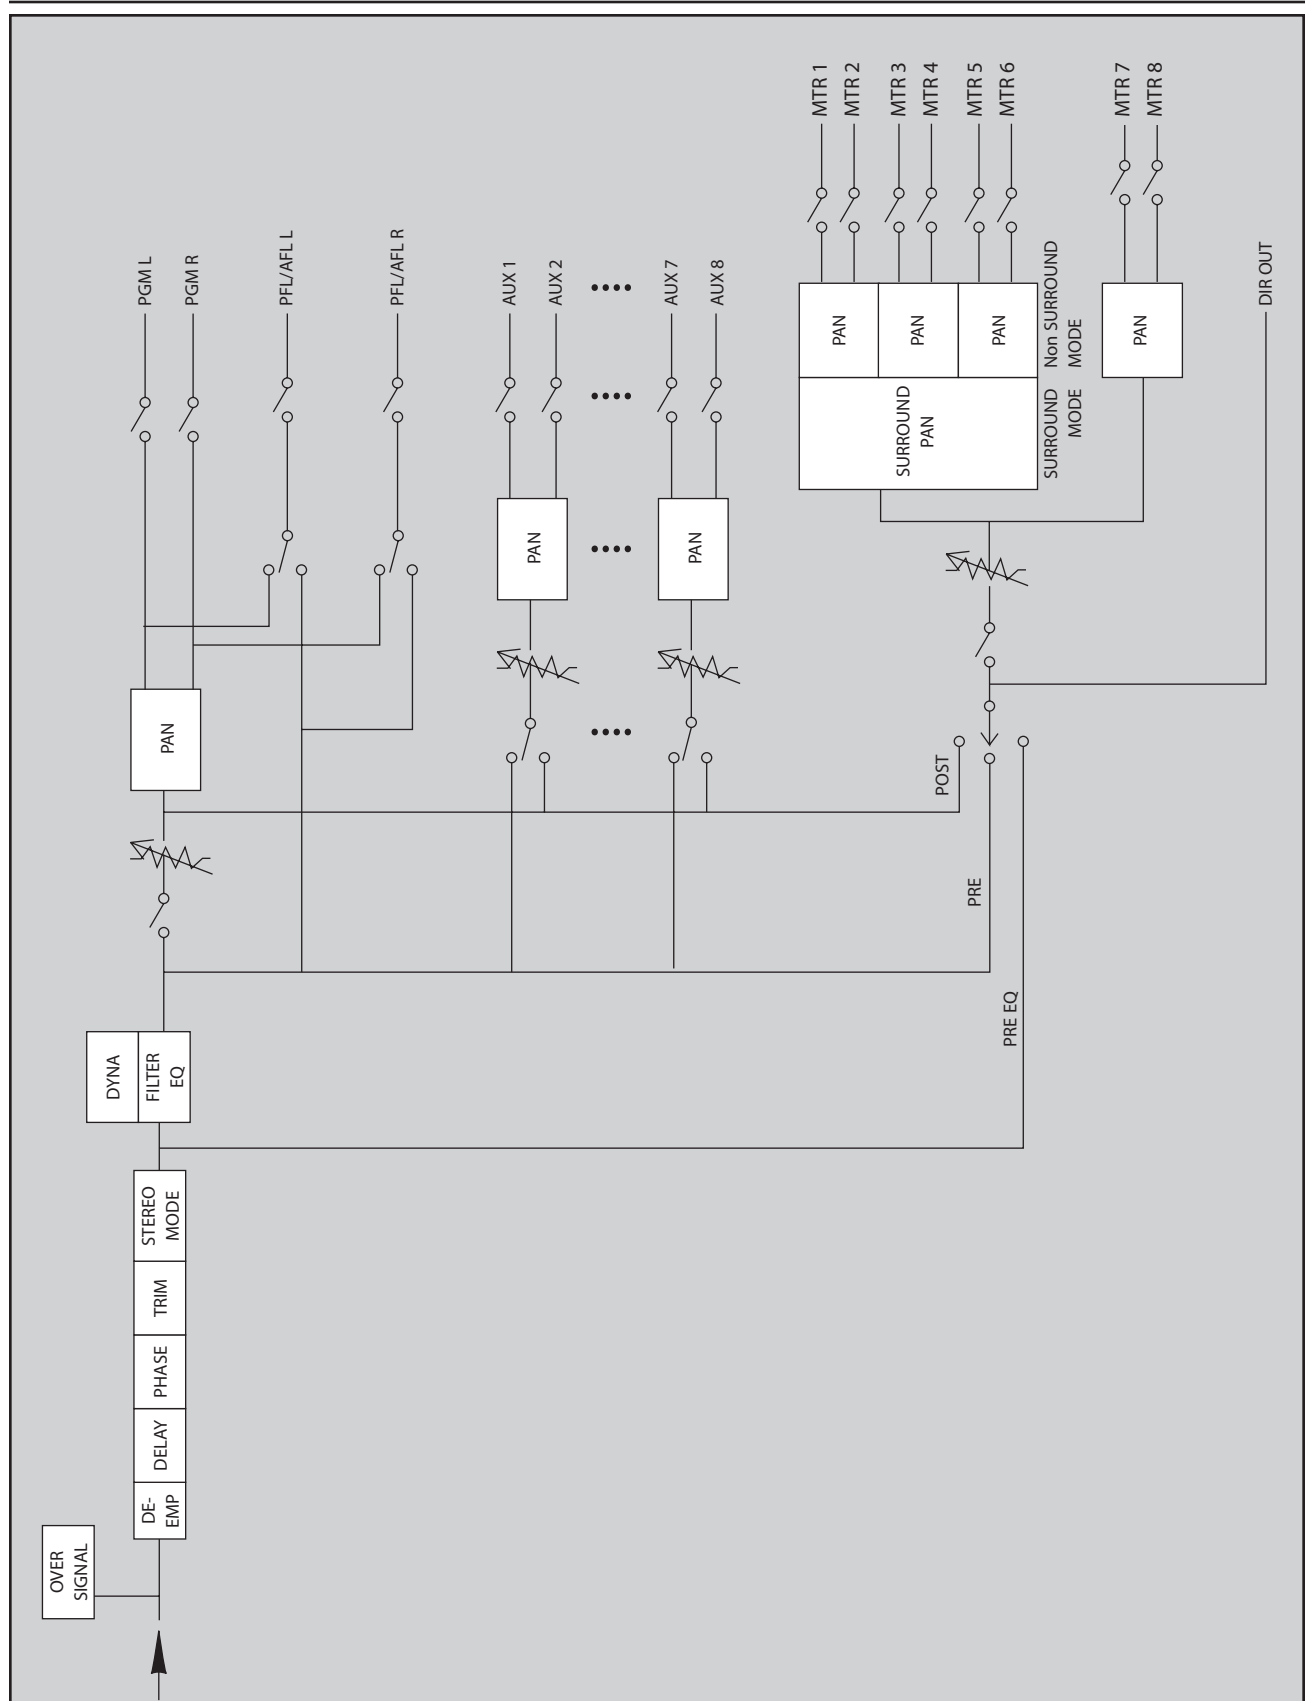 OVER
SIGNAL
DE-
EMP
DELAY
PHASE
TRIM
STEREO
MODE
DYNA
FILTER
EQ
PRE EQ
PRE
POST
PAN
PGM L
PGM R
PFL/AFL L
PFL/AFL R
PAN
PAN
AUX 1
AUX 2
AUX 7
AUX 8
SURROUND
PAN
SURROUND
MODE
PAN
PAN
PAN
Non SURROUND
MODE
PAN
MTR 1
MTR 2
MTR 3
MTR 4
MTR 5
MTR 6
MTR 7
MTR 8
DIR OUT